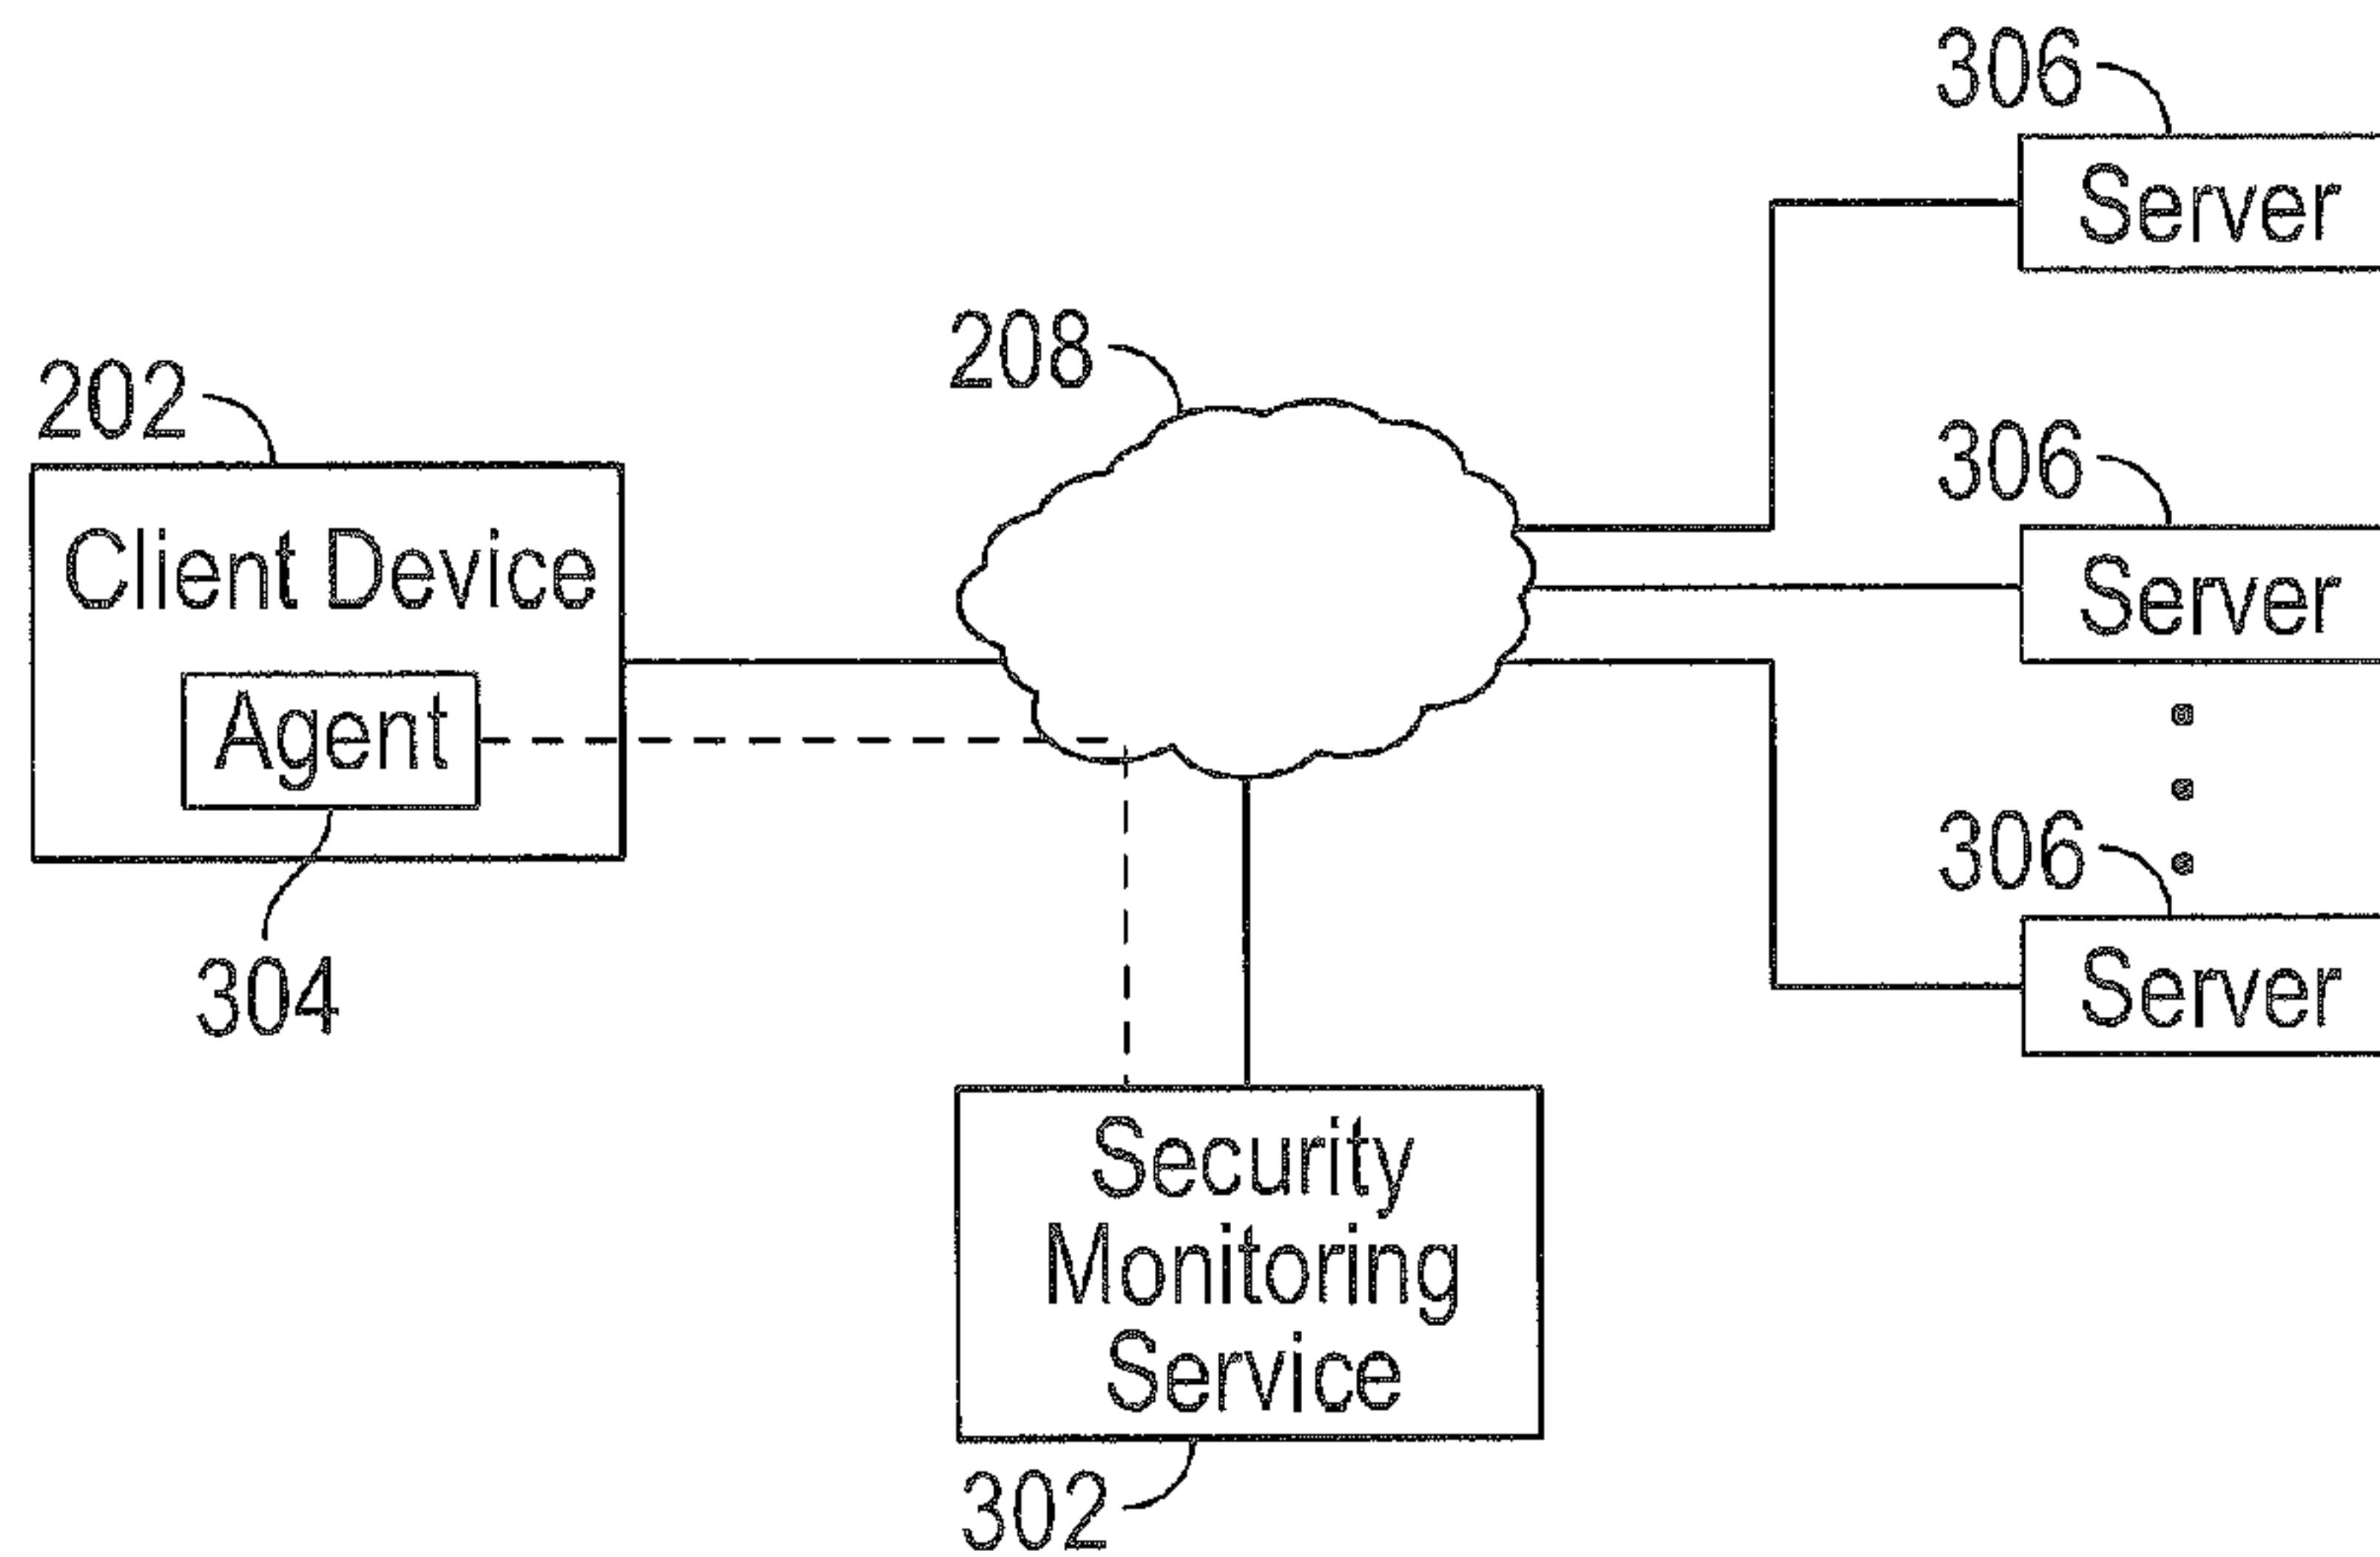 306
Server
208
306
202
Client Device
Server
Agent
306
304
Server
Security
Monitoring
Service
302